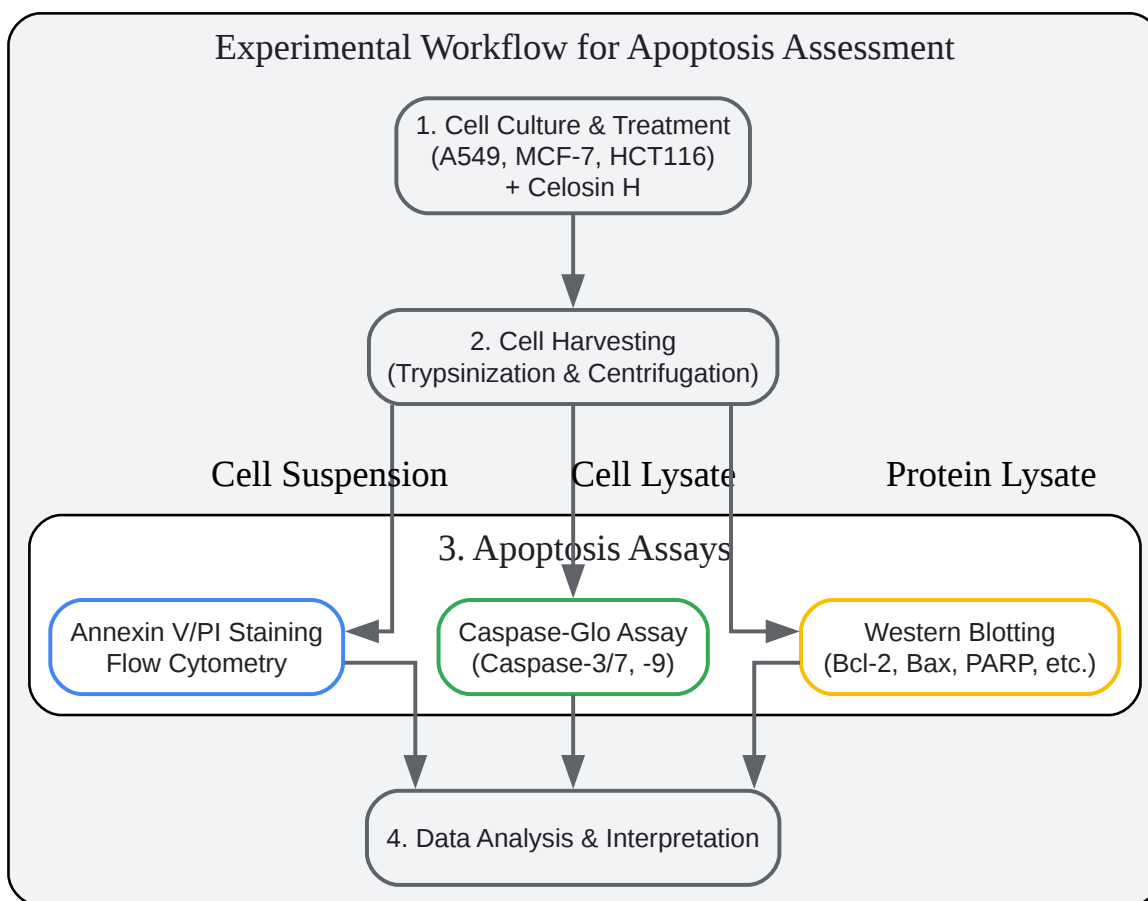 Experimental Workflow for Apoptosis Assessment
1. Cell Culture & Treatment
(A549, MCF-7, HCT116)
+ Celosin H
2. Cell Harvesting
(Trypsinization & Centrifugation)
Cell Suspension
Cell Lysate
Protein Lysate
3. Apoptosis Assays
Annexin V/PI Staining
Flow Cytometry
Caspase-Glo Assay
(Caspase-3/7, -9)
Western Blotting
(Bcl-2, Bax, PARP, etc.)
4. Data Analysis & Interpretation